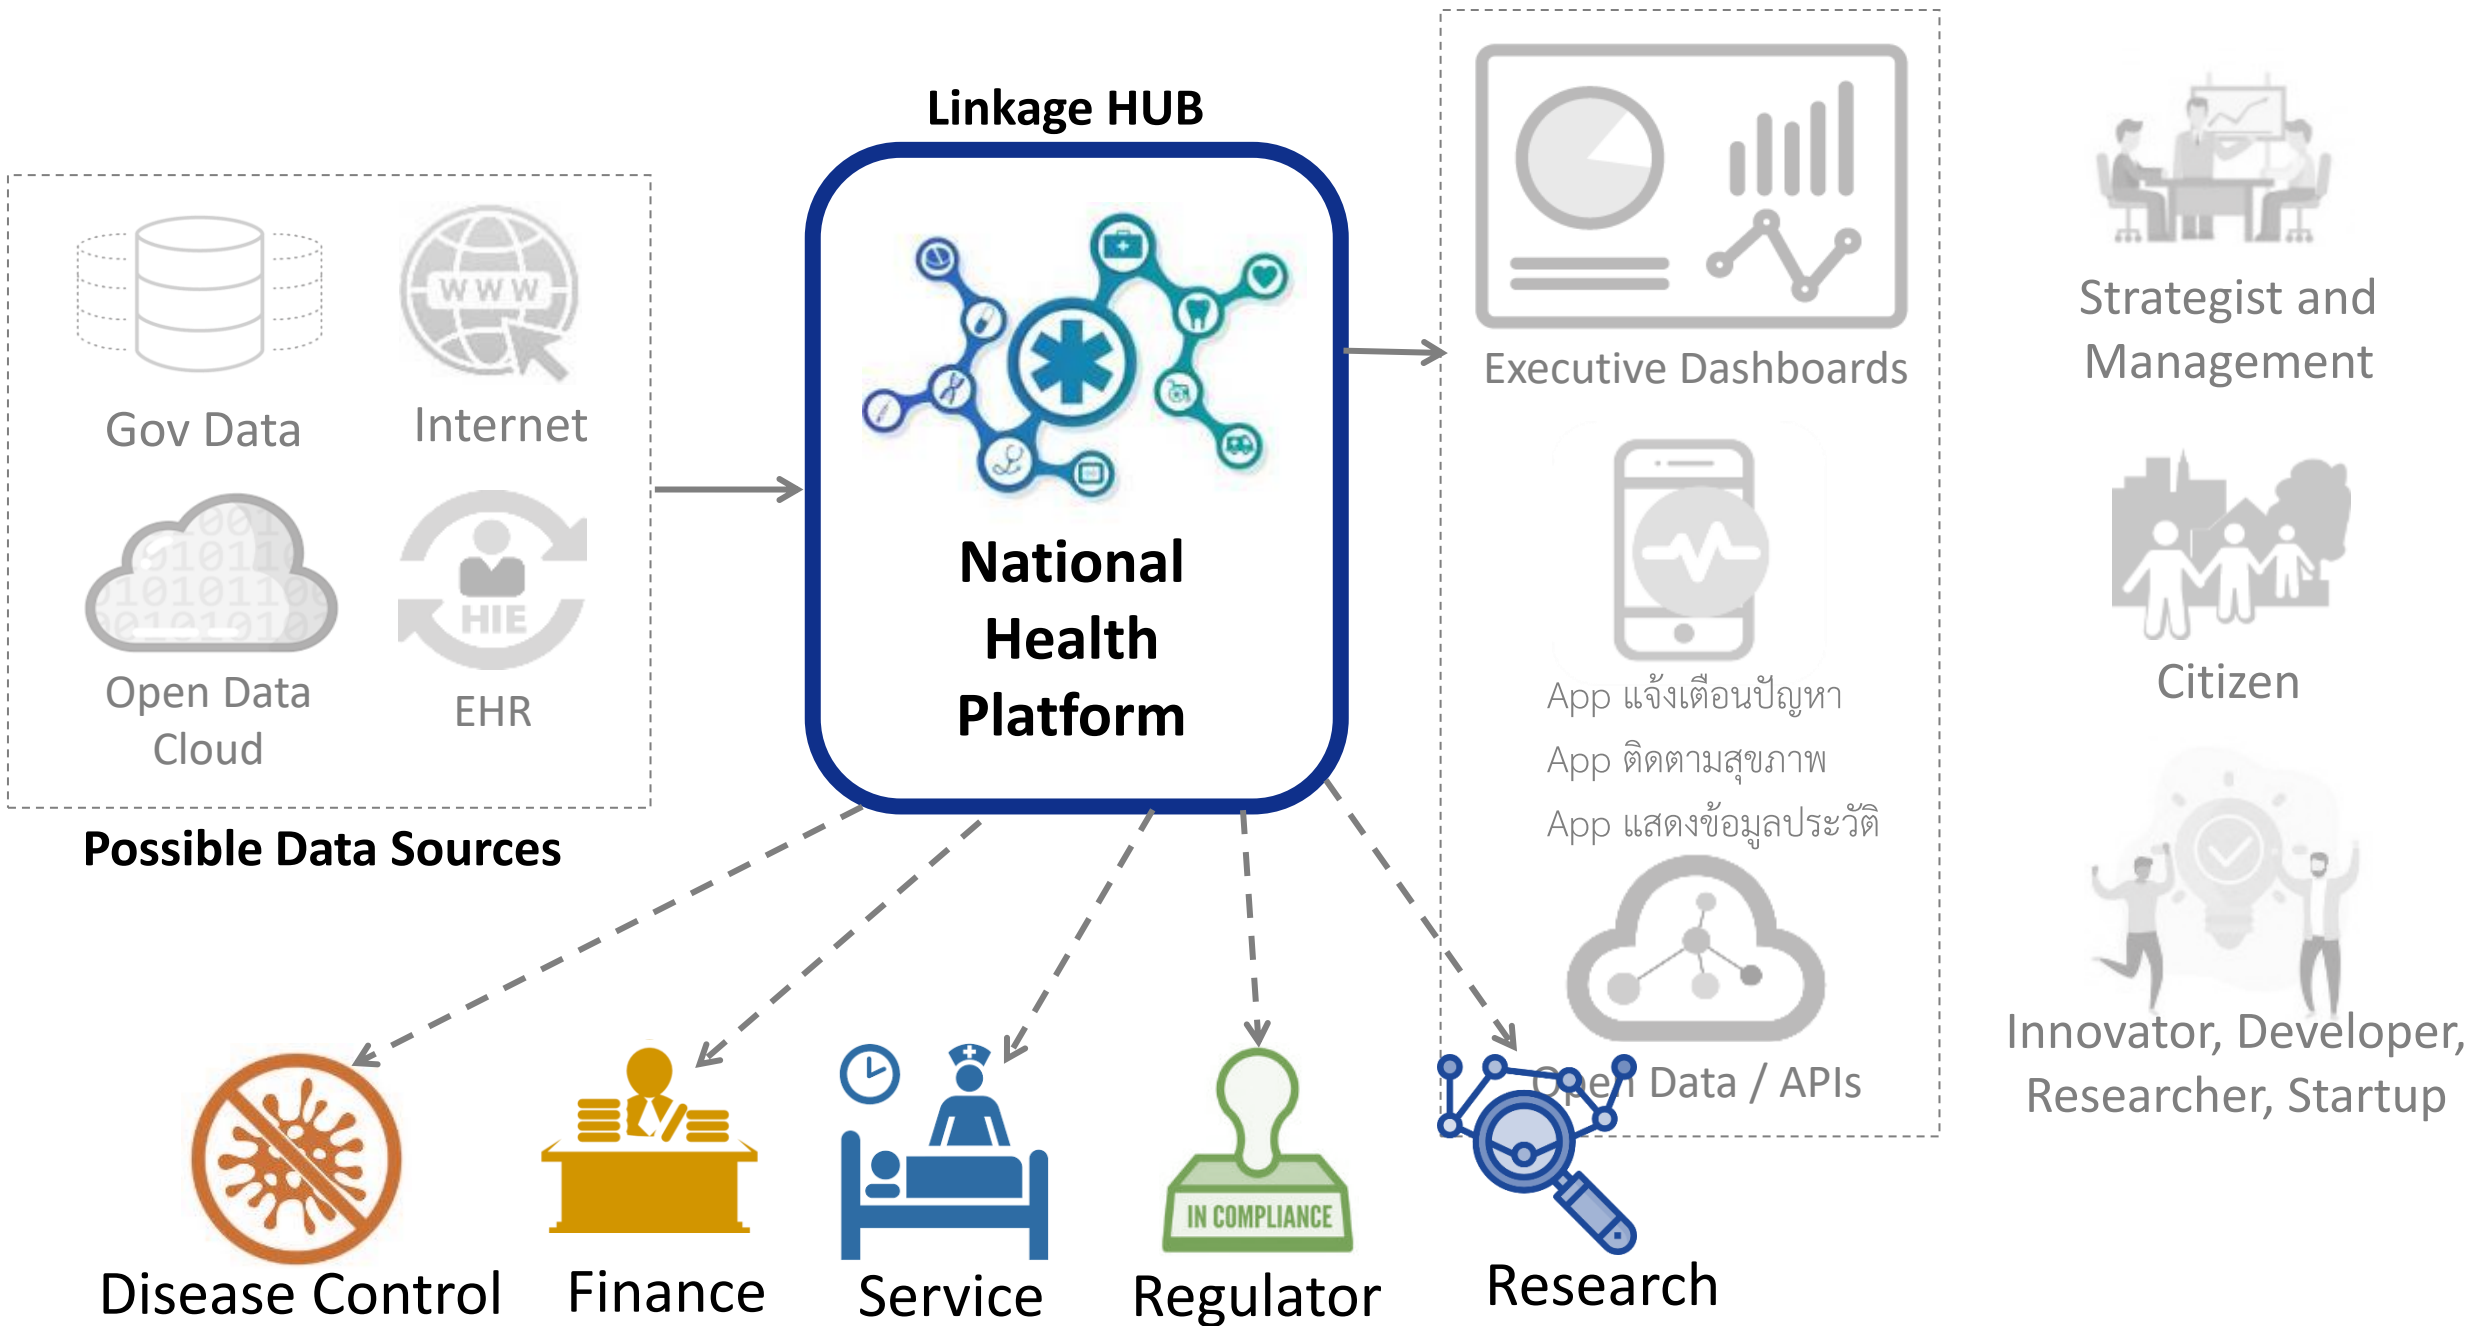 Linkage HUB
WWW
Gov Data
Internet
HIE
Open Data
Cloud
EHR
Possible Data Sources
National
Health
Platform
Executive Dashboards
App แจ้งเตือนปัญหา
App ติดตามสุขภาพ
App แสดงข้อมูลประวัติ
Open Data / APIs
Strategist and
Management
Citizen
Innovator, Developer,
Researcher, Startup
IN COMPLIANCE
Disease Control
Finance
Service
Regulator
Research